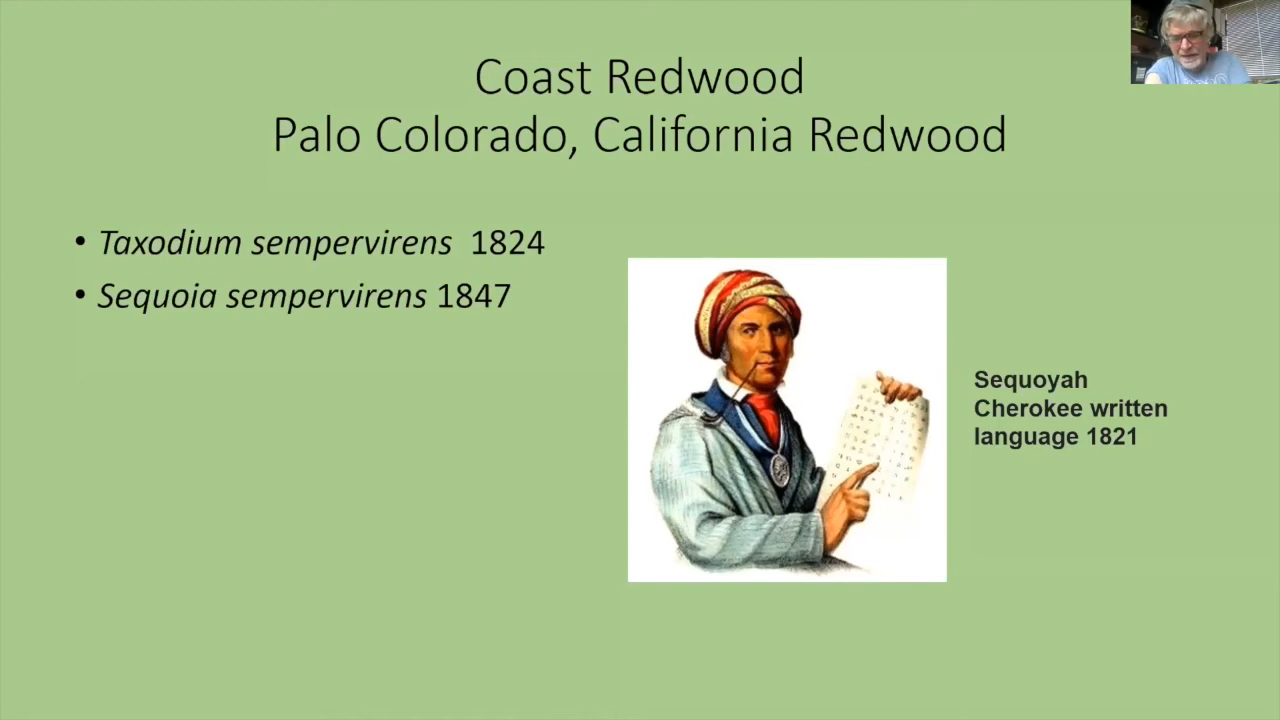 Coast Redwood
Palo Colorado, California Redwood
• Taxodium sempervirens 1824
• Sequoia sempervirens 1847
Sequoyah
Cherokee written
language 1821